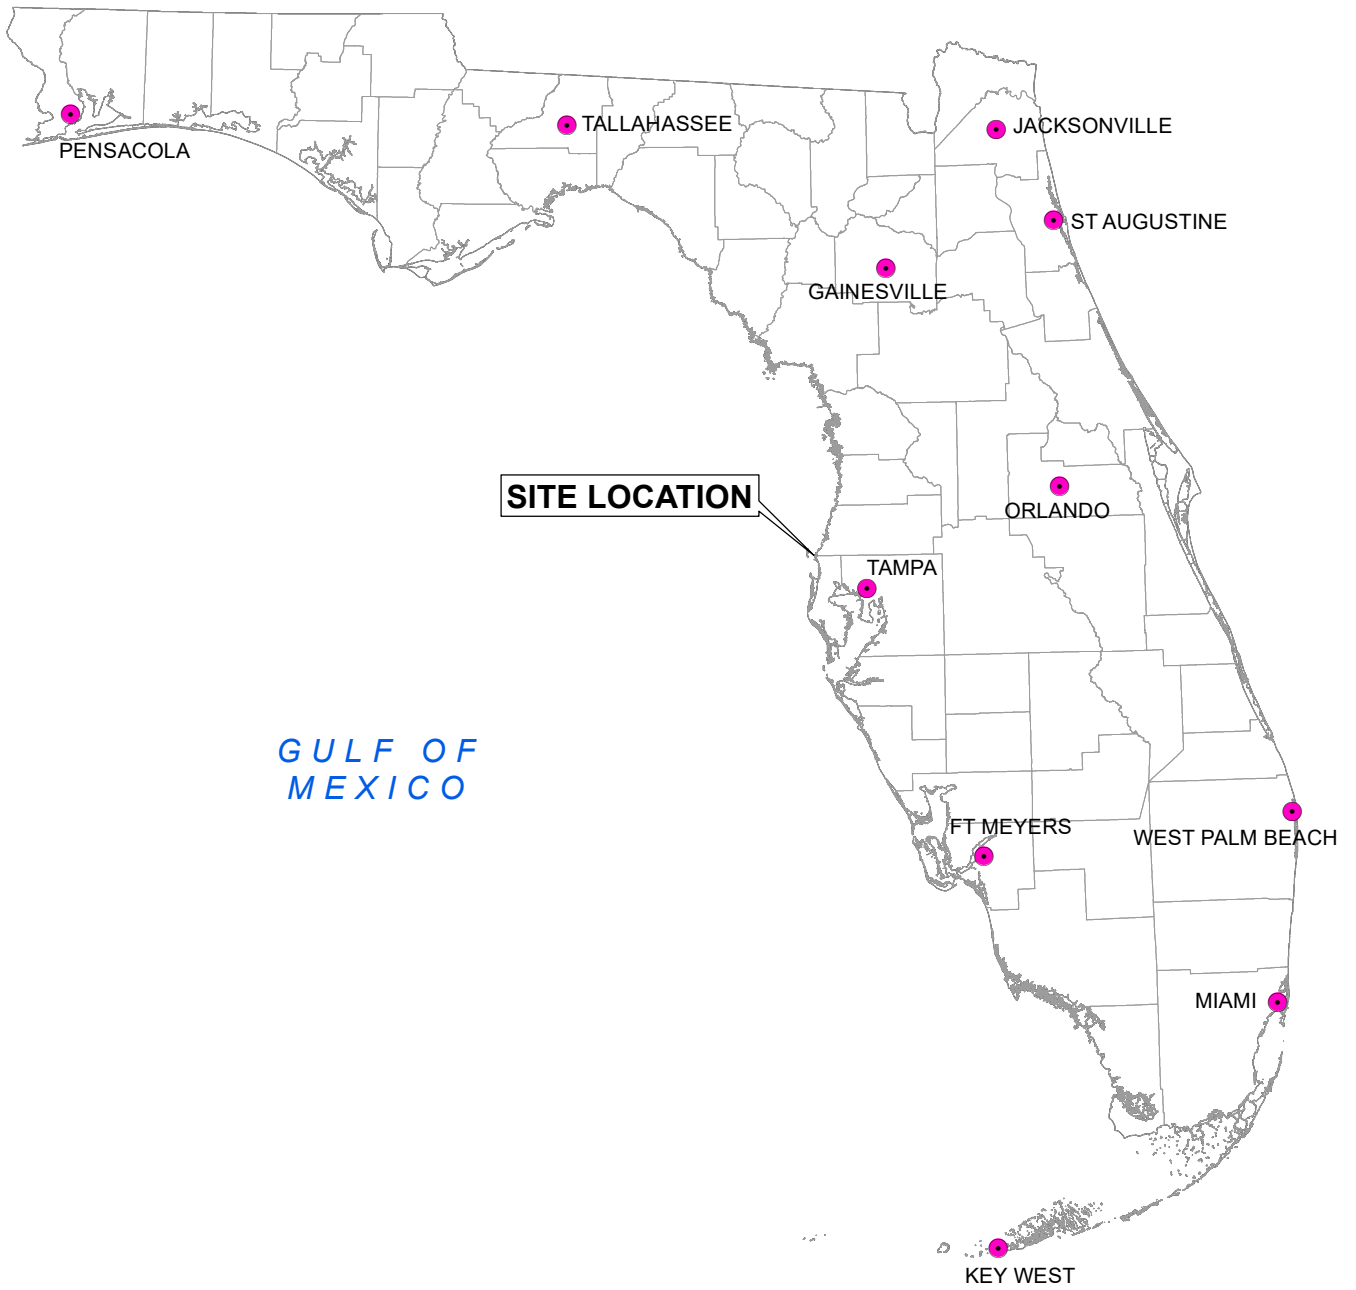 TALLAHASSEE
JACKSONVILLE
PENSACOLA
ST AUGUSTINE
GAINESVILLE
SITE LOCATION
ORLANDO
TAMPA
GULF OF
MEXICO
FT MEYERS
WEST PALM BEACH
MIAMI
KEY WEST